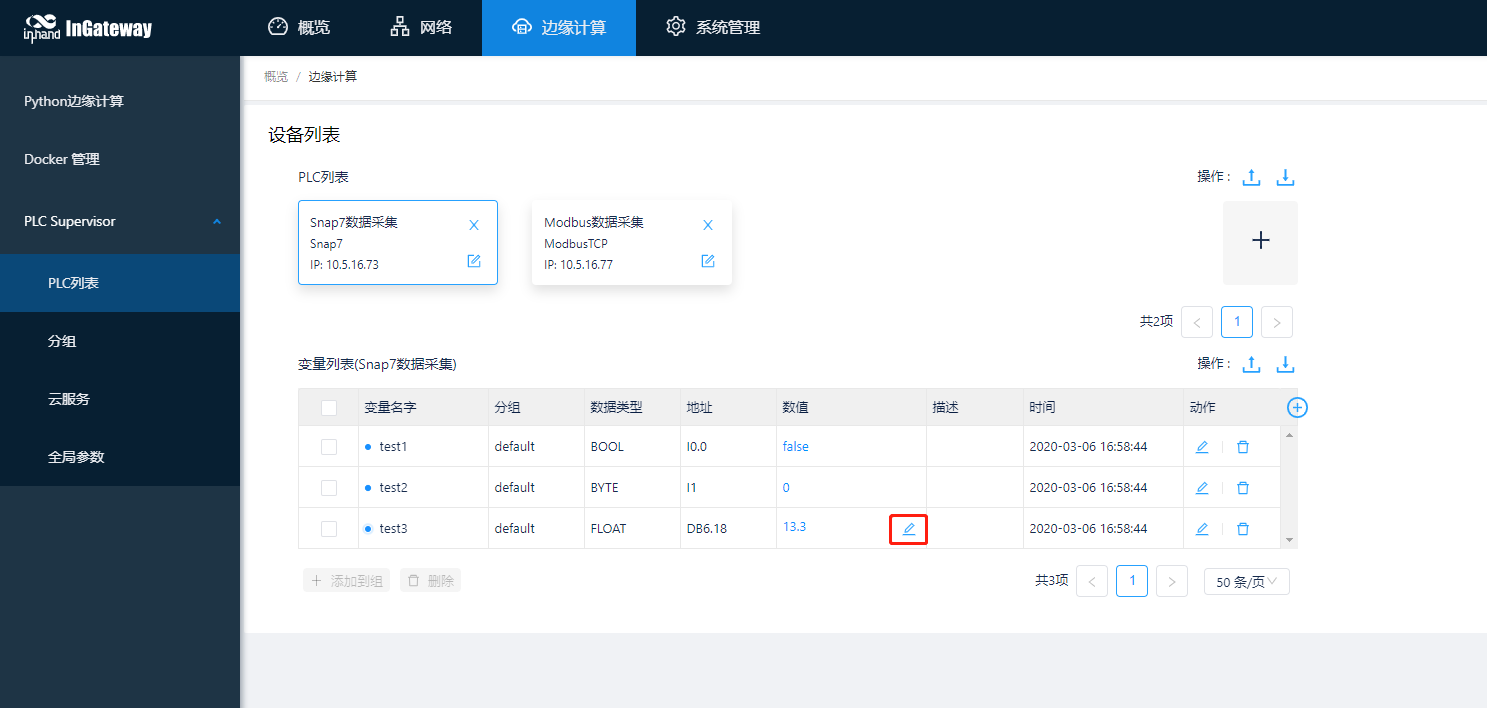 inhand InGateway
概览
网络
边缘计算
系统管理
Python边缘计算
Docker 管理
PLC Supervisor
PLC列表
分组
云服务
全局参数
概览 / 边缘计算
设备列表
PLC列表
操作：
Snap7数据采集
Snap7
IP: 10.5.16.73
Modbus数据采集
ModbusTCP
IP: 10.5.16.77
共2项 < 1 >
变量列表(Snap7数据采集)
操作：
变量名字 分组 数据类型 地址 数值 描述 时间 动作
test1 default BOOL I0.0 false 2020-03-06 16:58:44
test2 default BYTE I1 0 2020-03-06 16:58:44
test3 default FLOAT DB6.18 13.3 2020-03-06 16:58:44
添加到组 删除
共3项 < 1 > 50 条/页